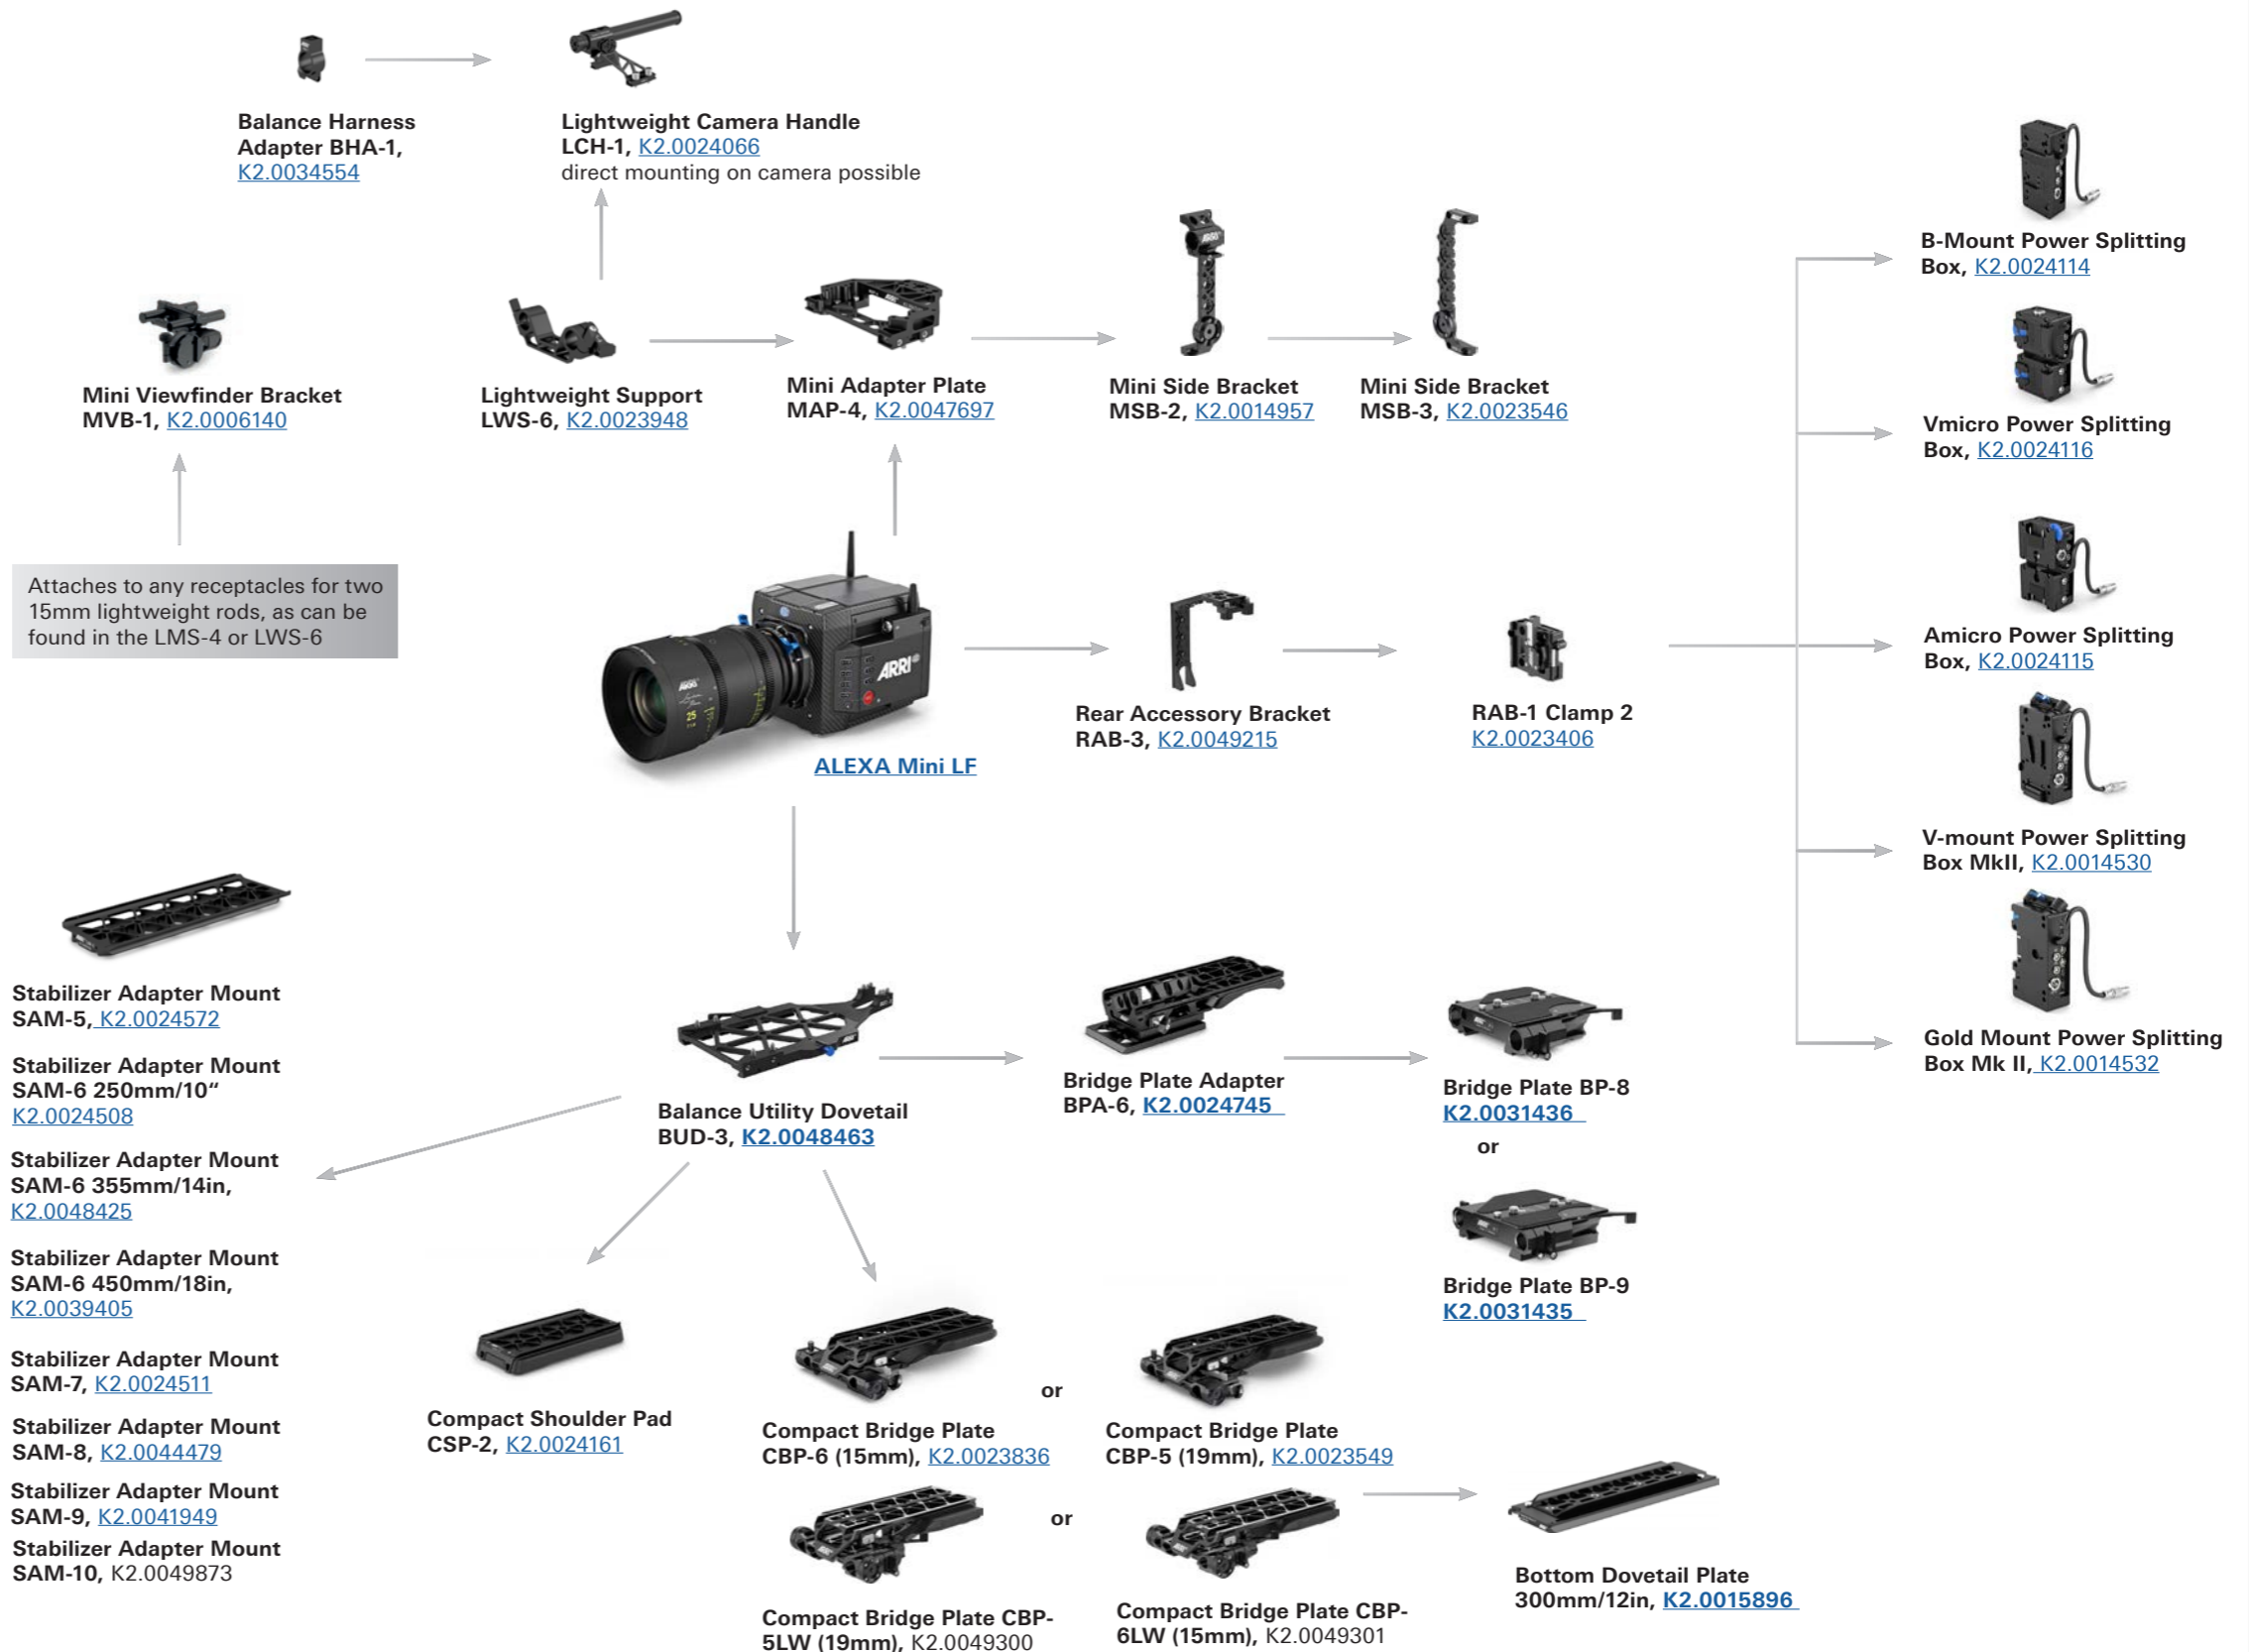 Balance Harness
Adapter BHA-1,
K2.0034554
Lightweight Camera Handle
LCH-1, K2.0024066
direct mounting on camera possible
B-Mount Power Splitting
Box, K2.0024114
Mini Viewfinder Bracket
MVB-1, K2.0006140
Lightweight Support
LWS-6, K2.0023948
Mini Adapter Plate
MAP-4, K2.0047697
Mini Side Bracket
MSB-2, K2.0014957
Mini Side Bracket
MSB-3, K2.0023546
Vmicro Power Splitting
Box, K2.0024116
Attaches to any receptacles for two
15mm lightweight rods, as can be
found in the LMS-4 or LWS-6
ARRI
ARRI
25
ALEXA Mini LF
Rear Accessory Bracket
RAB-3, K2.0049215
RAB-1 Clamp 2
K2.0023406
Amicro Power Splitting
Box, K2.0024115
V-mount Power Splitting
Box MkII, K2.0014530
Gold Mount Power Splitting
Box Mk II, K2.0014532
Stabilizer Adapter Mount
SAM-5, K2.0024572
Stabilizer Adapter Mount
SAM-6 250mm/10“
K2.0024508
Stabilizer Adapter Mount
SAM-6 355mm/14in,
K2.0048425
Stabilizer Adapter Mount
SAM-6 450mm/18in,
K2.0039405
Stabilizer Adapter Mount
SAM-7, K2.0024511
Stabilizer Adapter Mount
SAM-8, K2.0044479
Stabilizer Adapter Mount
SAM-9, K2.0041949
Stabilizer Adapter Mount
SAM-10, K2.0049873
Balance Utility Dovetail
BUD-3, K2.0048463
Bridge Plate Adapter
BPA-6, K2.0024745
Bridge Plate BP-8
K2.0031436
or
Bridge Plate BP-9
K2.0031435
Compact Shoulder Pad
CSP-2, K2.0024161
Compact Bridge Plate
CBP-6 (15mm), K2.0023836
or
Compact Bridge Plate
CBP-5 (19mm), K2.0023549
Compact Bridge Plate CBP-
5LW (19mm), K2.0049300
or
Compact Bridge Plate CBP-
6LW (15mm), K2.0049301
Bottom Dovetail Plate
300mm/12in, K2.0015896